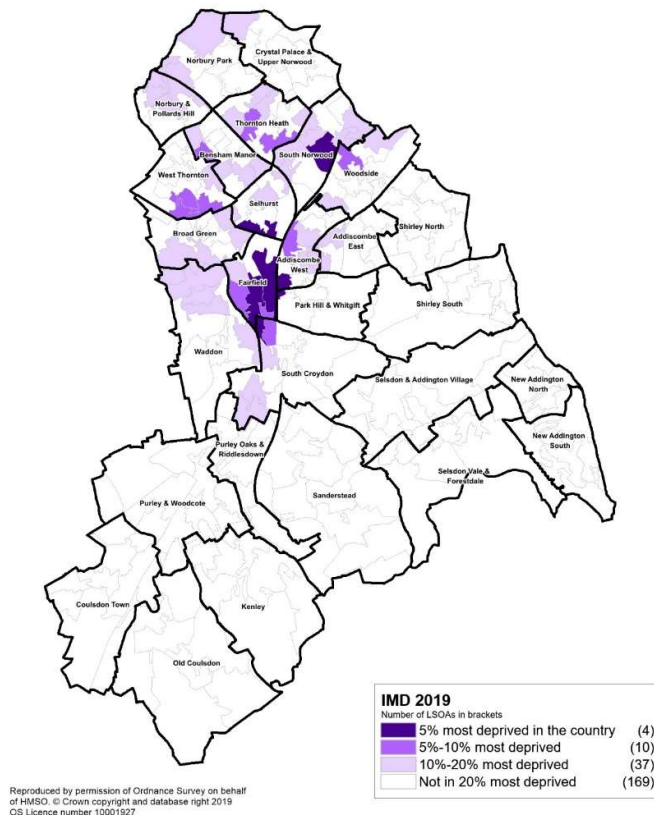 Norbury Park
Crystal Palace &
Upper Norwood
Norbury &
Pollards Hill
Thornton Heath
Bensham Manor
South Norwood
West Thornton
Woodside
Selhurst
Broad Green
Addiscombe
East
Shirley North
Addiscombe
West
Fairfield
Park Hill & Whitgift
Shirley South
Waddon
South Croydon
Selsdon & Addington Village
New Addington
North
New Addington
South
Purley Oaks &
Riddlesdown
Selsdon Vale &
Forestdale
Sanderstead
Purley & Woodcote
Coulsdon Town
Kenley
Old Coulsdon
IMD 2019
Number of LSOAs in brackets
5% most deprived in the country (4)
5%-10% most deprived (10)
10%-20% most deprived (37)
Not in 20% most deprived (169)
Reproduced by permission of Ordnance Survey on behalf
of HMSO. © Crown copyright and database right 2019
OS Licence number 10001927